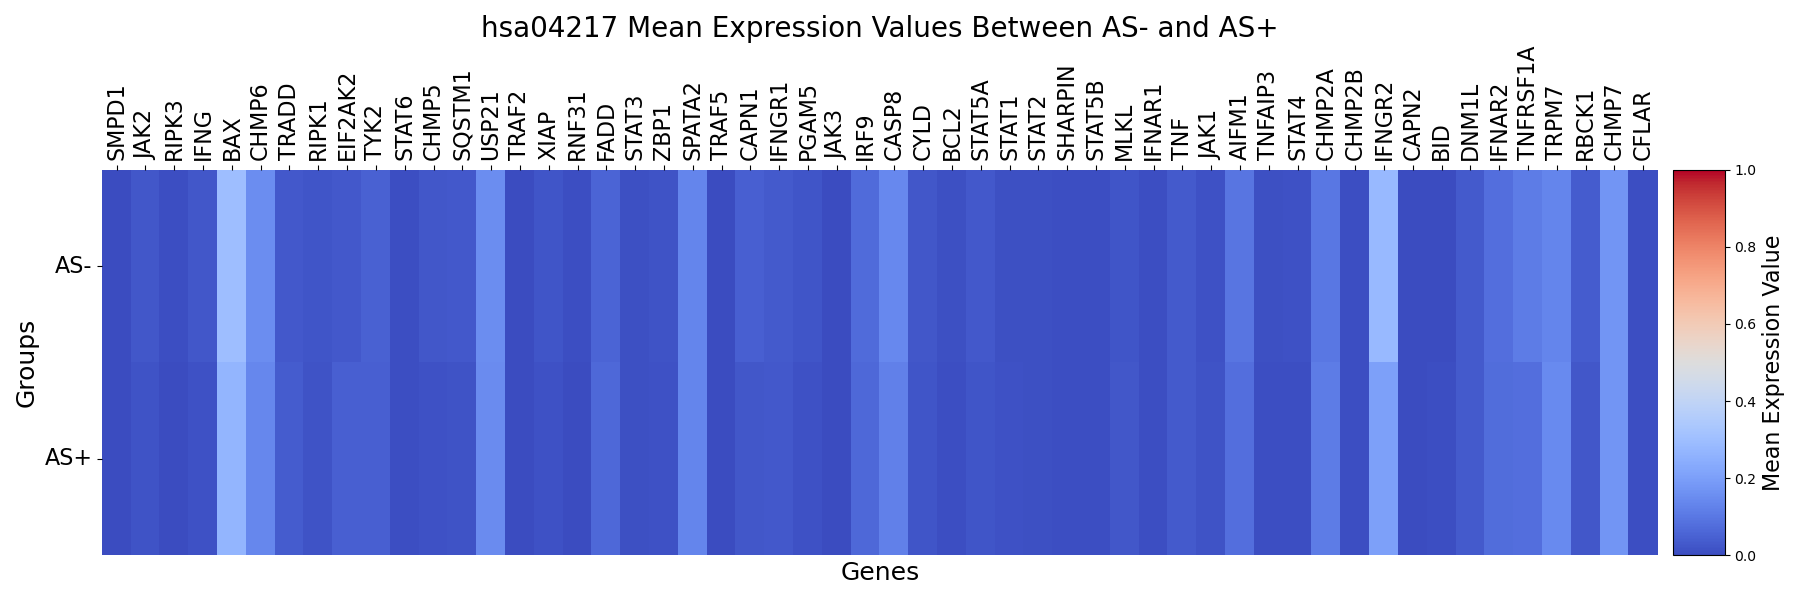 hsa04217 Mean Expression Values Between AS- and AS+
SMPD1
JAK2
RIPK3
IFNG
BAX
CHMP6
TRADD
RIPK1
EIF2AK2
TYK2
STAT6
CHMP5
SQSTM1
USP21
TRAF2
XIAP
RNF31
FADD
STAT3
ZBP1
SPATA2
TRAF5
CAPN1
IFNGR1
PGAM5
JAK3
IRF9
CASP8
CYLD
BCL2
STAT5A
STAT1
STAT2
SHARPIN
STAT5B
MLKL
IFNAR1
TNF
JAK1
AIFM1
TNFAIP3
STAT4
CHMP2A
CHMP2B
IFNGR2
CAPN2
BID
DNM1L
IFNAR2
TNFRSF1A
TRPM7
RBCK1
CHMP7
CFLAR
Groups
AS-
AS+
Genes
1.0
0.8
0.6
0.4
0.2
0.0
Mean Expression Value